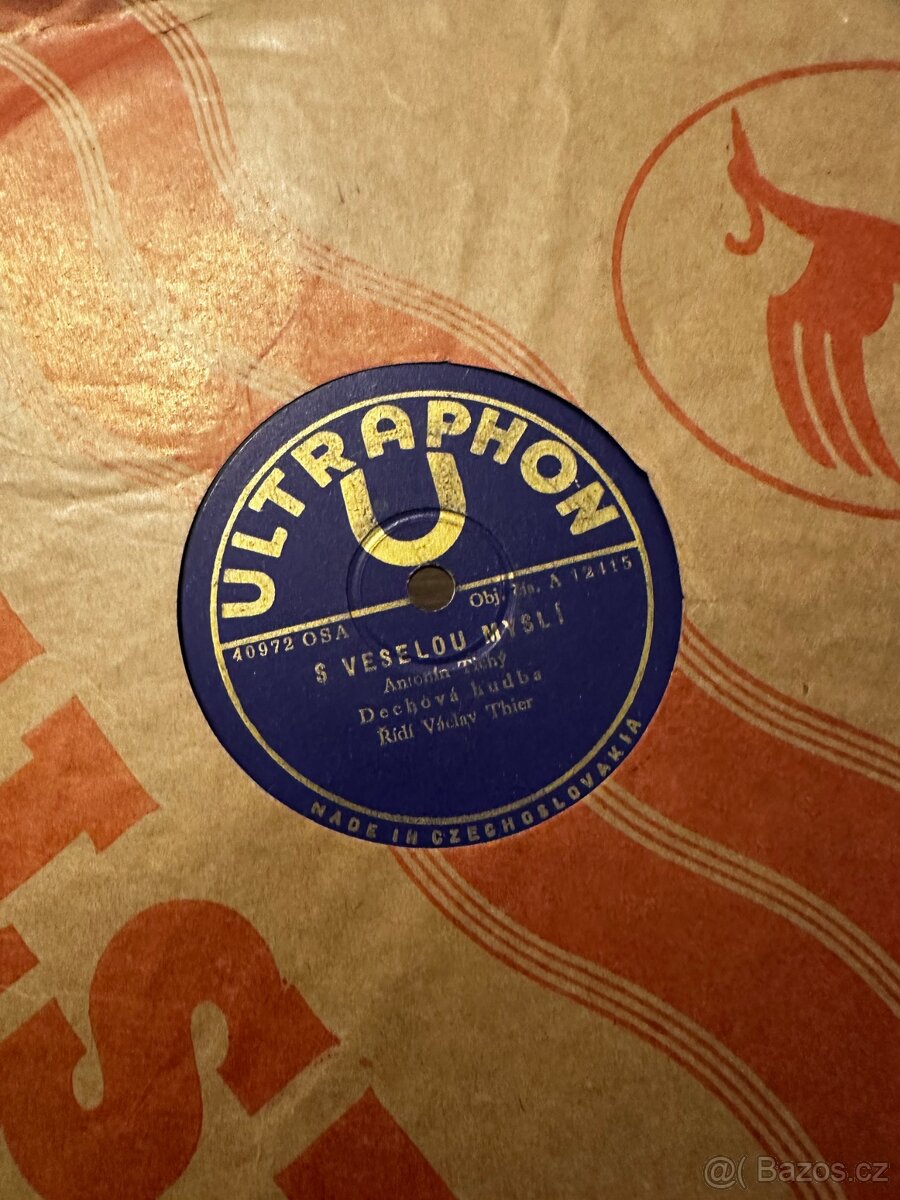 ULTRAPHON
U
40972 OSA
Obj. čís. A 12415
S VESELOU MYSLÍ
Antonín Tichý
Dechová hudba
Řídí Václav Thier
MADE IN CZECHOSLOVAKIA
@( Bazos.cz